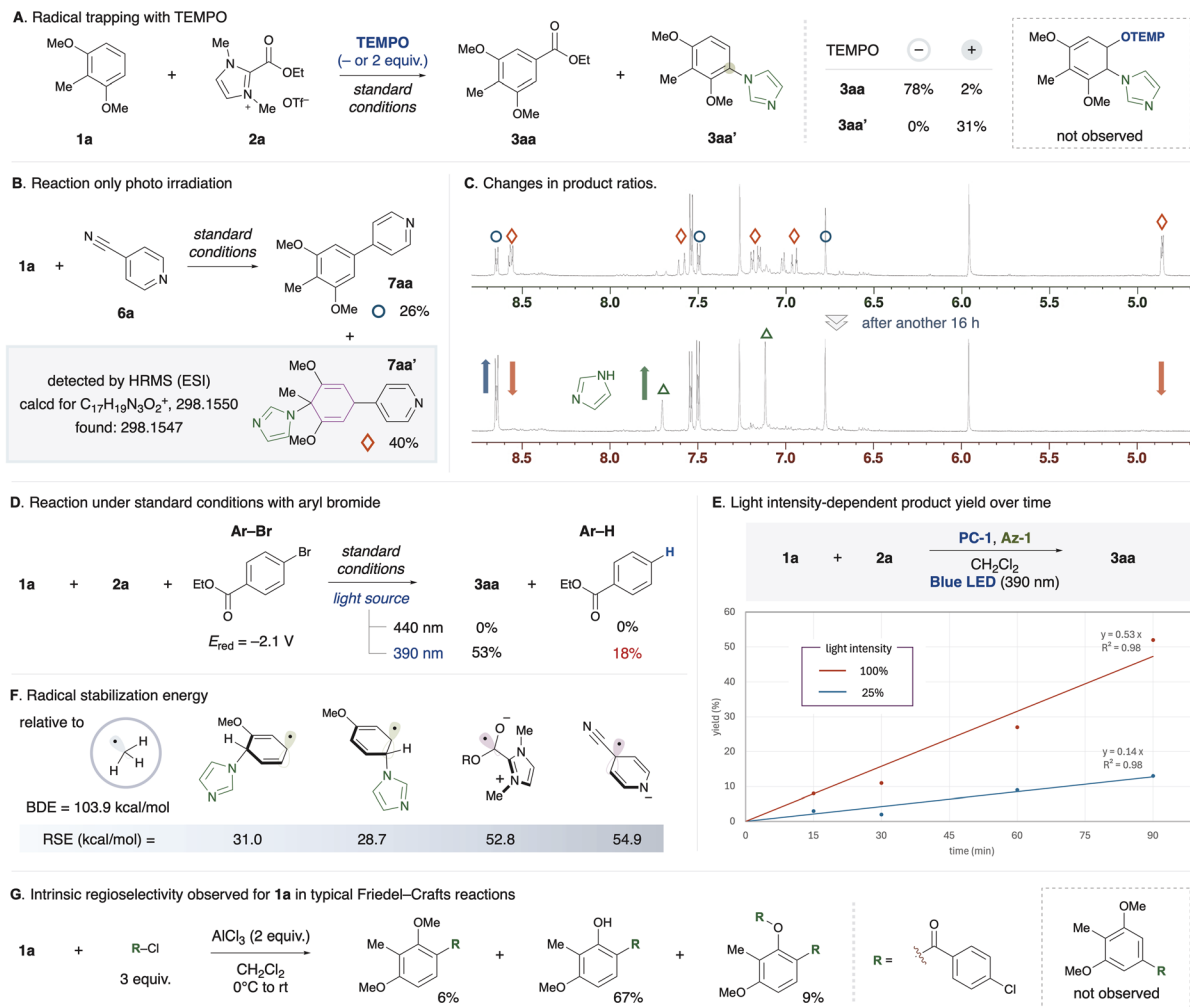 A. Radical trapping with TEMPO
MeO
Me
OMe
1a
+
Me
N
O
OEt
N
+
Me
OTf−
2a
TEMPO
(– or 2 equiv.)
standard
conditions
MeO
Me
OMe
O
OEt
3aa
+
MeO
Me
OMe
N
N
3aa'
TEMPO − +
3aa 78% 2%
3aa' 0% 31%
MeO
OTEMP
Me
N
OMe
N
not observed
B. Reaction only photo irradiation
1a
+
N
N
6a
standard
conditions
N
MeO
Me
OMe
7aa
26%
+
detected by HRMS (ESI)
calcd for C17H19N3O2+, 298.1550
found: 298.1547
7aa'
MeO
Me
N
N
MeO
N
40%
C. Changes in product ratios.
8.5 8.0 7.5 7.0 6.5 6.0 5.5 5.0
after another 16 h
NH
N
8.5 8.0 7.5 7.0 6.5 6.0 5.5 5.0
D. Reaction under standard conditions with aryl bromide
Ar–Br
Ar–H
1a + 2a +
Br
EtO
O
Ered = –2.1 V
standard
conditions
light source
3aa
+
H
EtO
O
440 nm 0% 0%
390 nm 53% 18%
E. Light intensity-dependent product yield over time
1a + 2a
PC-1, Az-1
CH2Cl2
Blue LED (390 nm)
3aa
60
50
40
30
20
10
0
yield (%)
light intensity
100%
25%
y = 0.53 x
R2 = 0.98
y = 0.14 x
R2 = 0.98
0 15 30 45 60 75 90
time (min)
F. Radical stabilization energy
relative to
H
C
H
H
BDE = 103.9 kcal/mol
MeO
H
N
N
MeO
H
N
N
O
−
Me
N
RO
N
+
Me
N
N
−
RSE (kcal/mol) = 31.0 28.7 52.8 54.9
G. Intrinsic regioselectivity observed for 1a in typical Friedel–Crafts reactions
1a
+
R–Cl
3 equiv.
AlCl3 (2 equiv.)
CH2Cl2
0°C to rt
OMe
Me
R
MeO
6%
+
OH
Me
R
MeO
67%
+
R
O
Me
R
MeO
9%
R =
O
Cl
OMe
Me
MeO
R
not observed